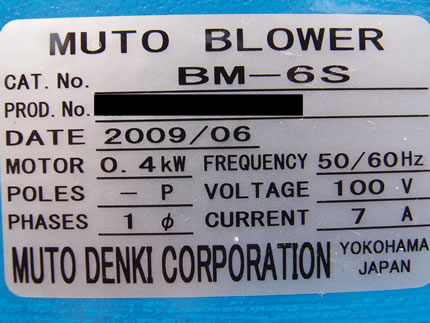 MUTO BLOWER
CAT. No. BM-6S
PROD. No.
DATE 2009/06
MOTOR 0.4kW FREQUENCY 50/60Hz
POLES - P VOLTAGE 100 V
PHASES 1 φ CURRENT 7 A
MUTO DENKI CORPORATION YOKOHAMA JAPAN